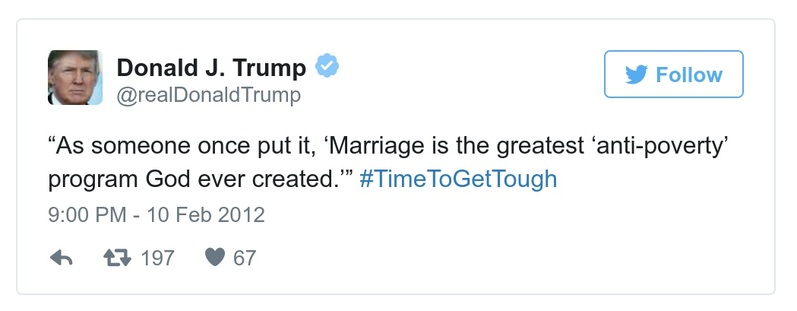 Donald J. Trump
@realDonaldTrump
Follow
“As someone once put it, ‘Marriage is the greatest ‘anti-poverty’
program God ever created.’” #TimeToGetTough
9:00 PM - 10 Feb 2012
197 67